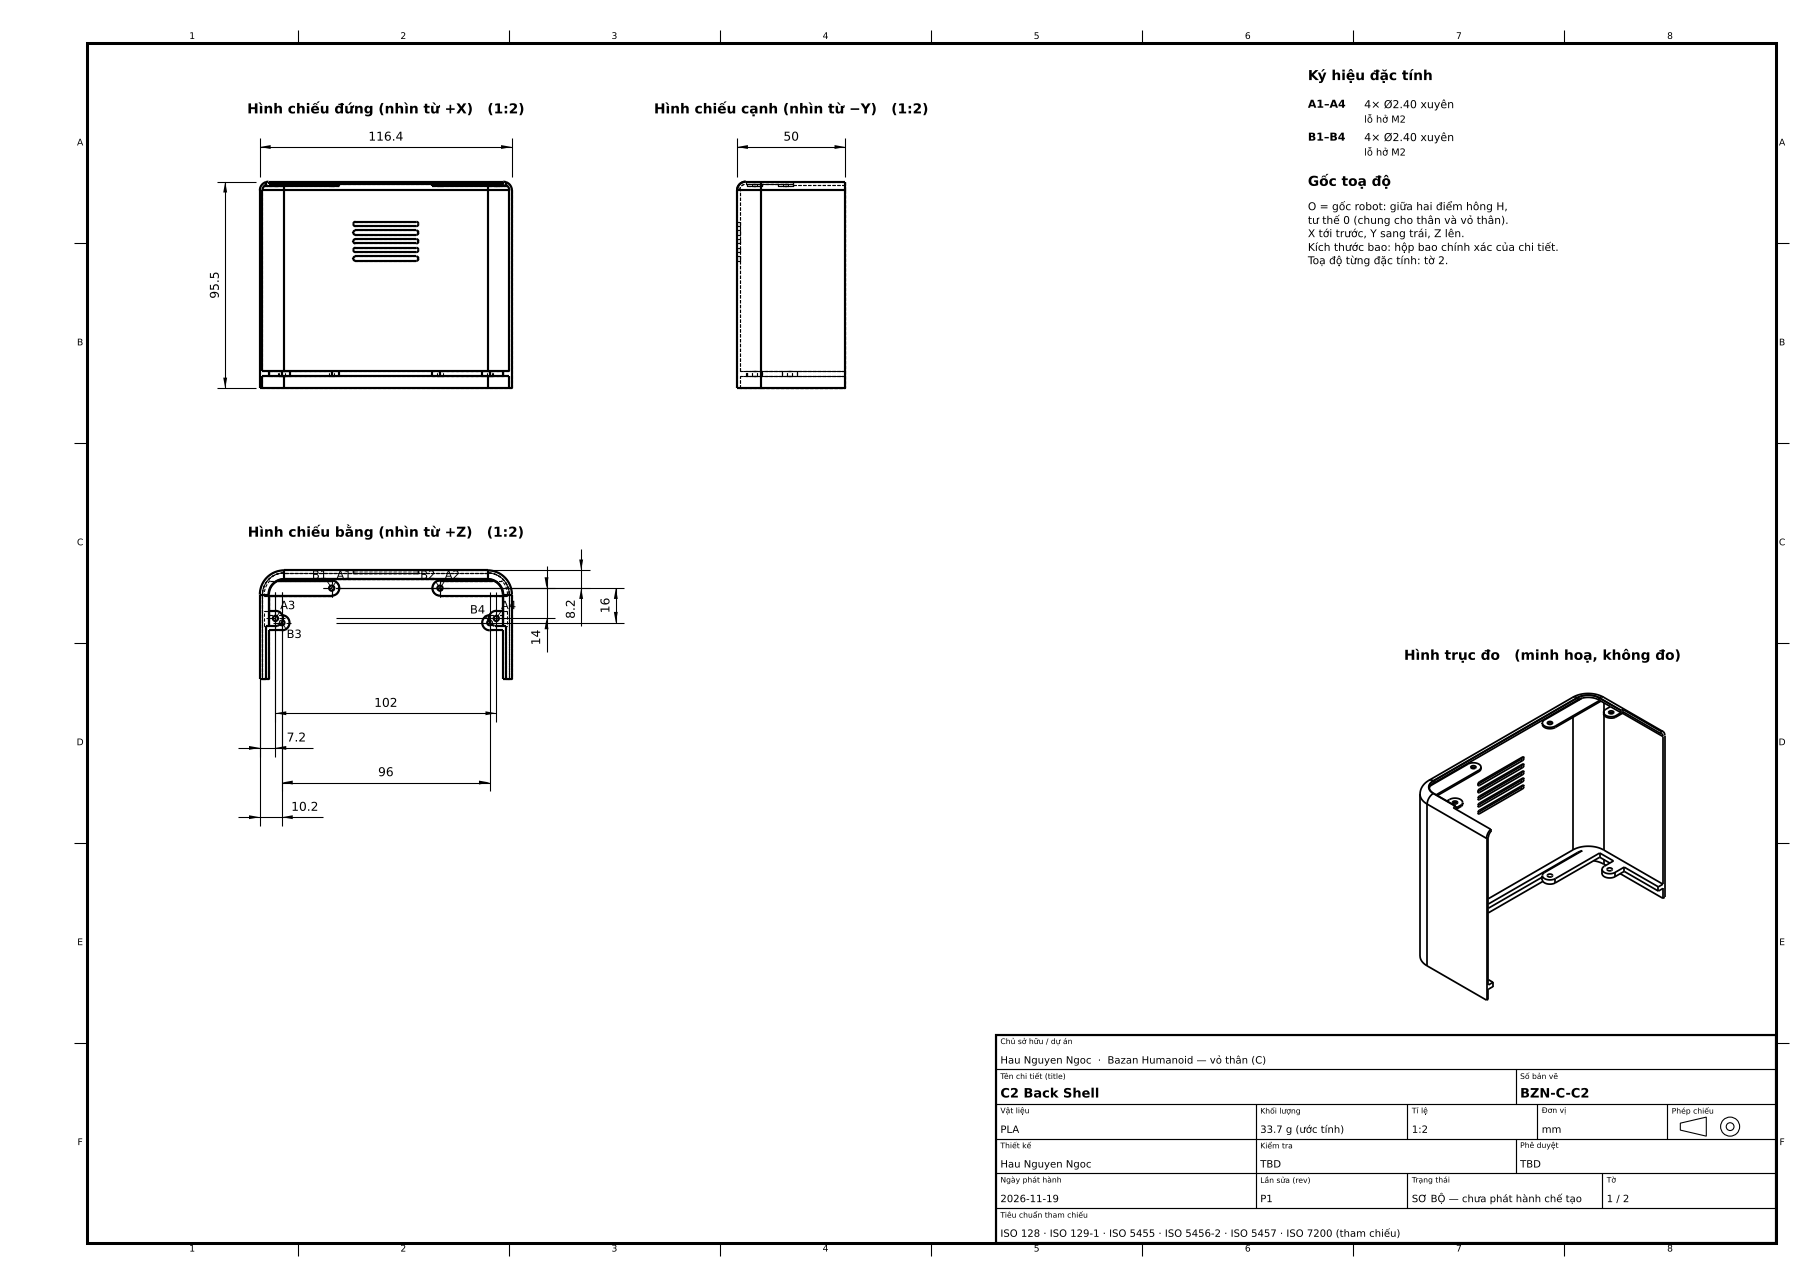 1 2 3 4 5 6 7 8
Ký hiệu đặc tính
Hình chiếu đứng (nhìn từ +X) (1:2)
Hình chiếu cạnh (nhìn từ −Y) (1:2)
A1–A4 4× Ø2.40 xuyên
lỗ hở M2
B1–B4 4× Ø2.40 xuyên
lỗ hở M2
116.4
50
A
A
Gốc toạ độ
O = gốc robot: giữa hai điểm hông H,
tư thế 0 (chung cho thân và vỏ thân).
X tới trước, Y sang trái, Z lên.
Kích thước bao: hộp bao chính xác của chi tiết.
Toạ độ từng đặc tính: tờ 2.
95.5
B
B
Hình chiếu bằng (nhìn từ +Z) (1:2)
C
C
B1 A1 B2 A2
A3 B4 A4
B3
8.2
16
14
Hình trục đo (minh hoạ, không đo)
102
7.2
D
D
96
10.2
E
E
Chủ sở hữu / dự án
Hau Nguyen Ngoc · Bazan Humanoid — vỏ thân (C)
Tên chi tiết (title) Số bản vẽ
C2 Back Shell BZN-C-C2
Vật liệu Khối lượng Tỉ lệ Đơn vị Phép chiếu
PLA 33.7 g (ước tính) 1:2 mm
F
F
Thiết kế Kiểm tra Phê duyệt
Hau Nguyen Ngoc TBD TBD
Ngày phát hành Lần sửa (rev) Trạng thái Tờ
2026-11-19 P1 SƠ BỘ — chưa phát hành chế tạo 1 / 2
Tiêu chuẩn tham chiếu
ISO 128 · ISO 129-1 · ISO 5455 · ISO 5456-2 · ISO 5457 · ISO 7200 (tham chiếu)
1 2 3 4 5 6 7 8